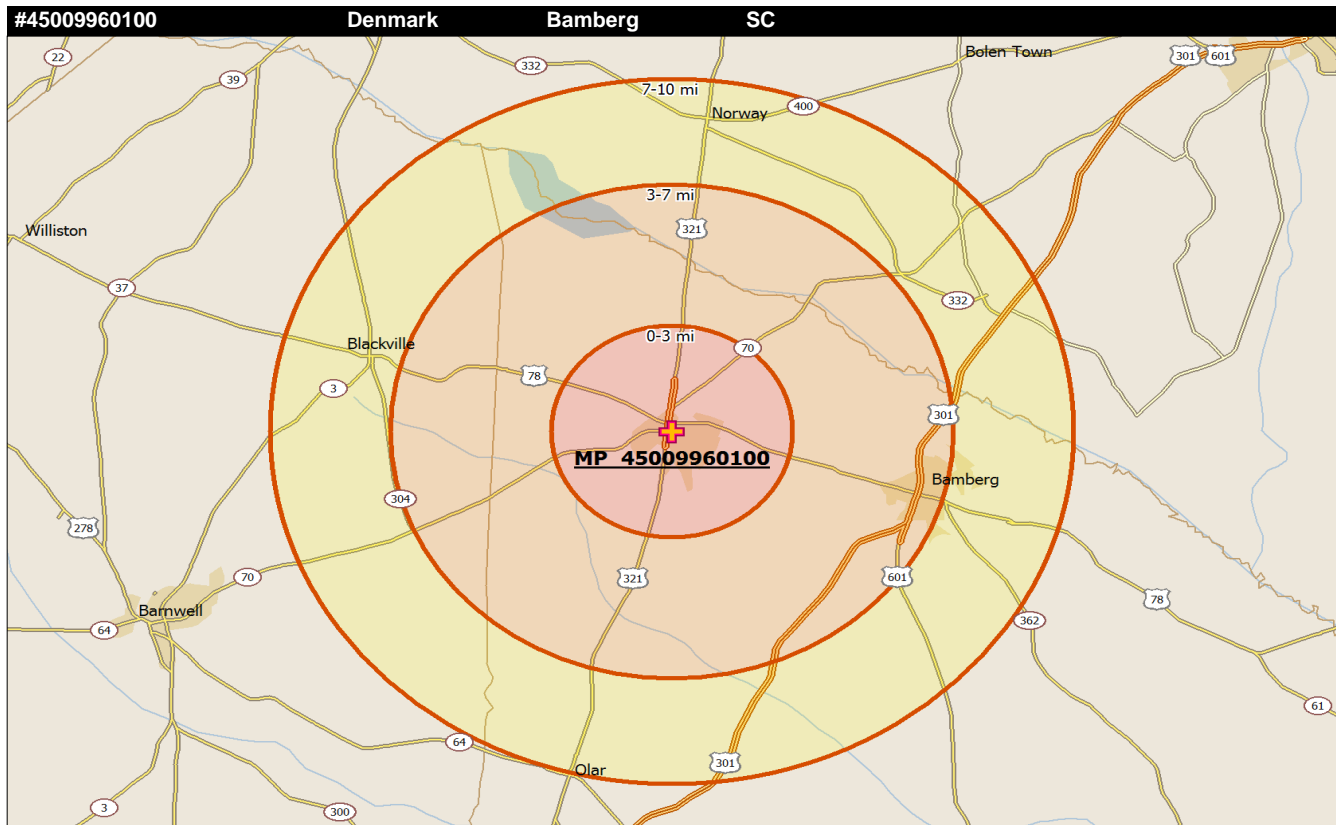 #45009960100 Denmark Bamberg SC
22
332
Bolen Town
301
601
39
7-10 mi
400
Norway
3-7 mi
321
Williston
37
332
0-3 mi
Blackville
70
78
3
301
MP 45009960100
Bamberg
304
278
70
321
601
78
Barnwell
64
362
61
64
301
Olar
3
300